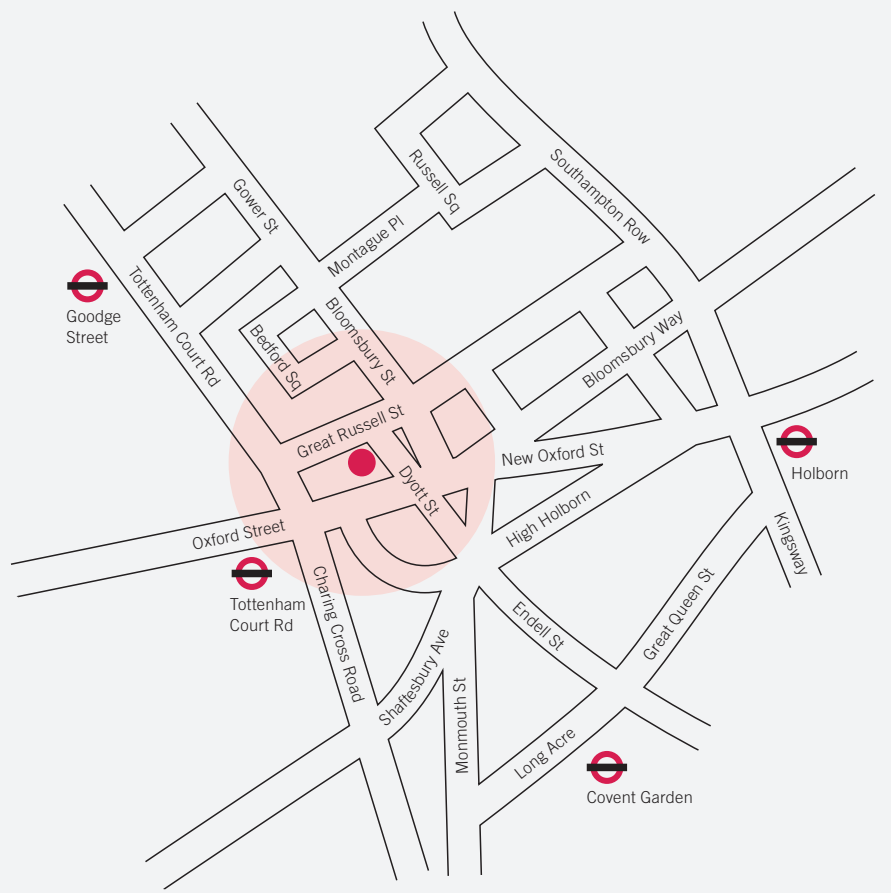 Russell Sq
Southampton Row
Gower St
Montague Pl
Goodge
Street
Tottenham Court Rd
Bloomsbury St
Bedford Sq
Bloomsbury Way
Great Russell St
New Oxford St
Holborn
Dyott St
High Holborn
Oxford Street
Kingsway
Tottenham
Court Rd
Charing Cross Road
Endell St
Great Queen St
Shaftesbury Ave
Monmouth St
Long Acre
Covent Garden